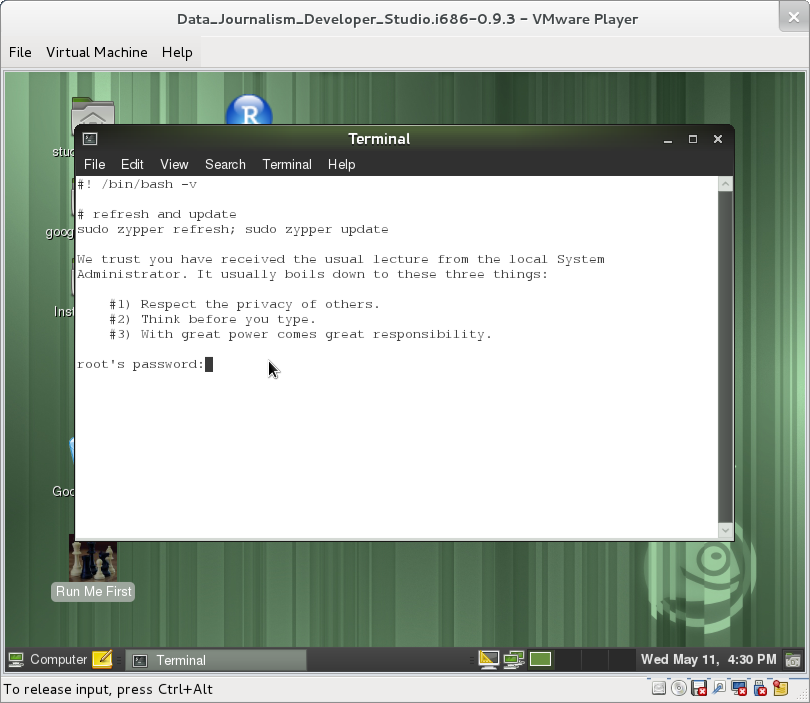 Data_Journalism_Developer_Studio.i686-0.9.3 - VMware Player
File Virtual Machine Help
R
Terminal
File Edit View Search Terminal Help
#! /bin/bash -v
# refresh and update
sudo zypper refresh; sudo zypper update
We trust you have received the usual lecture from the local System
Administrator. It usually boils down to these three things:
#1) Respect the privacy of others.
#2) Think before you type.
#3) With great power comes great responsibility.
root's password:
stu
goog
Inst
Goo
Run Me First
Computer
Terminal
Wed May 11, 4:30 PM
To release input, press Ctrl+Alt